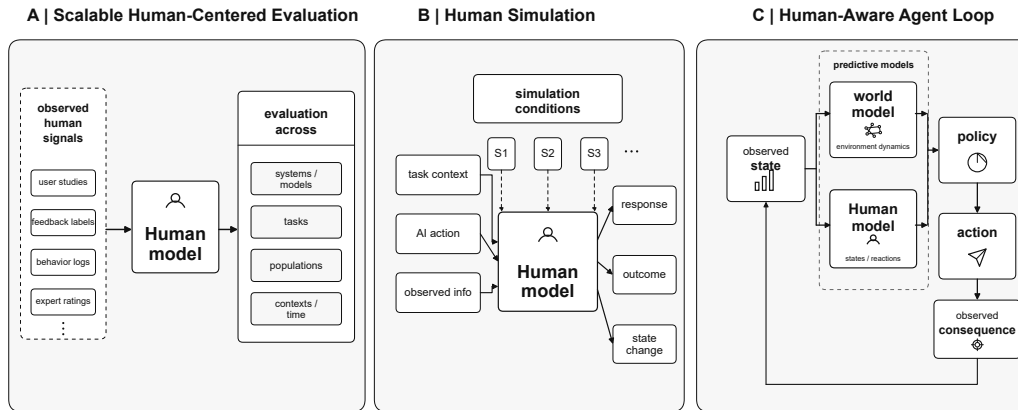 A | Scalable Human-Centered Evaluation
observed
human
signals
user studies
feedback labels
behavior logs
expert ratings
Human
model
evaluation
across
systems /
models
tasks
populations
contexts /
time
B | Human Simulation
simulation
conditions
S1
S2
S3
...
task context
AI action
observed info
Human
model
response
outcome
state
change
C | Human-Aware Agent Loop
predictive models
observed
state
world
model
environment dynamics
Human
model
states / reactions
policy
action
observed
consequence